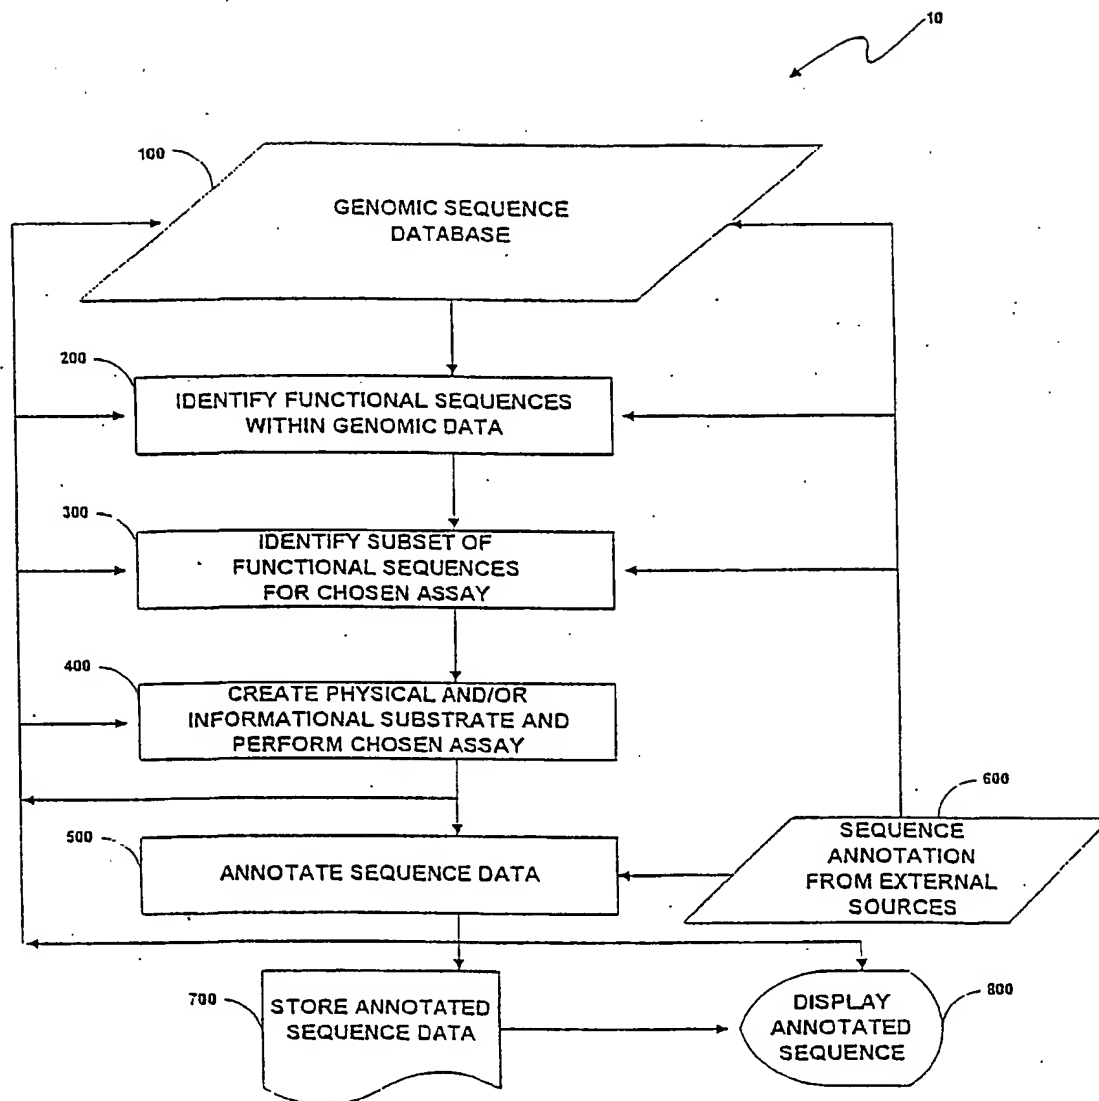 10
100
GENOMIC SEQUENCE
DATABASE
200
IDENTIFY FUNCTIONAL SEQUENCES
WITHIN GENOMIC DATA
300
IDENTIFY SUBSET OF
FUNCTIONAL SEQUENCES
FOR CHOSEN ASSAY
400
CREATE PHYSICAL AND/OR
INFORMATIONAL SUBSTRATE AND
PERFORM CHOSEN ASSAY
500
ANNOTATE SEQUENCE DATA
600
SEQUENCE
ANNOTATION
FROM EXTERNAL
SOURCES
700
STORE ANNOTATED
SEQUENCE DATA
800
DISPLAY
ANNOTATED
SEQUENCE